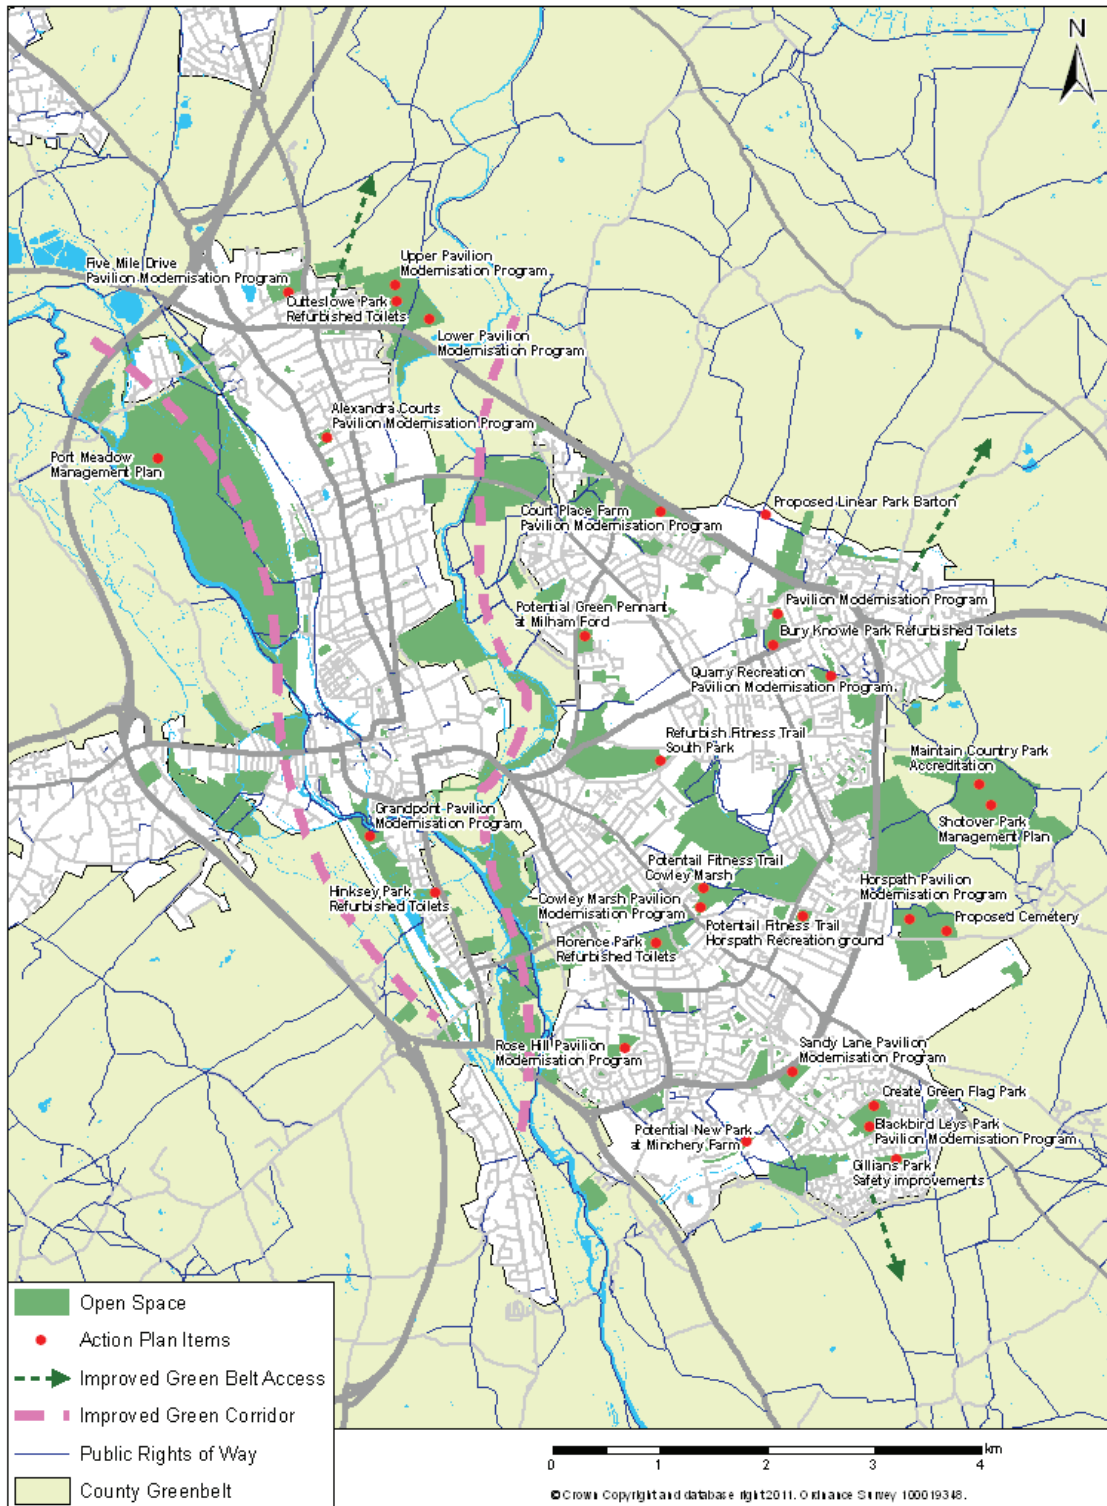 N
Five Mile Drive
Pavilion Modernisation Program
Upper Pavilion
Modernisation Program
Cutteslowe Park
Refurbished Toilets
Lower Pavilion
Modernisation Program
Alexandra Courts
Pavilion Modernisation Program
Port Meadow
Management Plan
Court Place Farm
Pavilion Modernisation Program
Proposed Linear Park Barton
Potential Green Pennant
at Milham Ford
Pavilion Modernisation Program
Bury Knowle Park Refurbished Toilets
Quarry Recreation
Pavilion Modernisation Program
Refurbish Fitness Trail
South Park
Maintain Country Park
Accreditation
Shotover Park
Management Plan
Grandpont Pavilion
Modernisation Program
Potentail Fitness Trail
Cowley Marsh
Horspath Pavilion
Modernisation Program
Hinksey Park
Refurbished Toilets
Cowley Marsh Pavilion
Modernisation Program
Proposed Cemetery
Potentail Fitness Trail
Horspath Recreation ground
Florence Park
Refurbished Toilets
Rose Hill Pavilion
Modernisation Program
Sandy Lane Pavilion
Modernisation Program
Create Green Flag Park
Blackbird Leys Park
Pavilion Modernisation Program
Potential New Park
at Minchery Farm
Gillians Park
Safety improvements
Open Space
Action Plan Items
Improved Green Belt Access
Improved Green Corridor
Public Rights of Way
County Greenbelt
km
0 1 2 3 4
© Crown Copyright and database right 2011. Ordnance Survey 100019348.